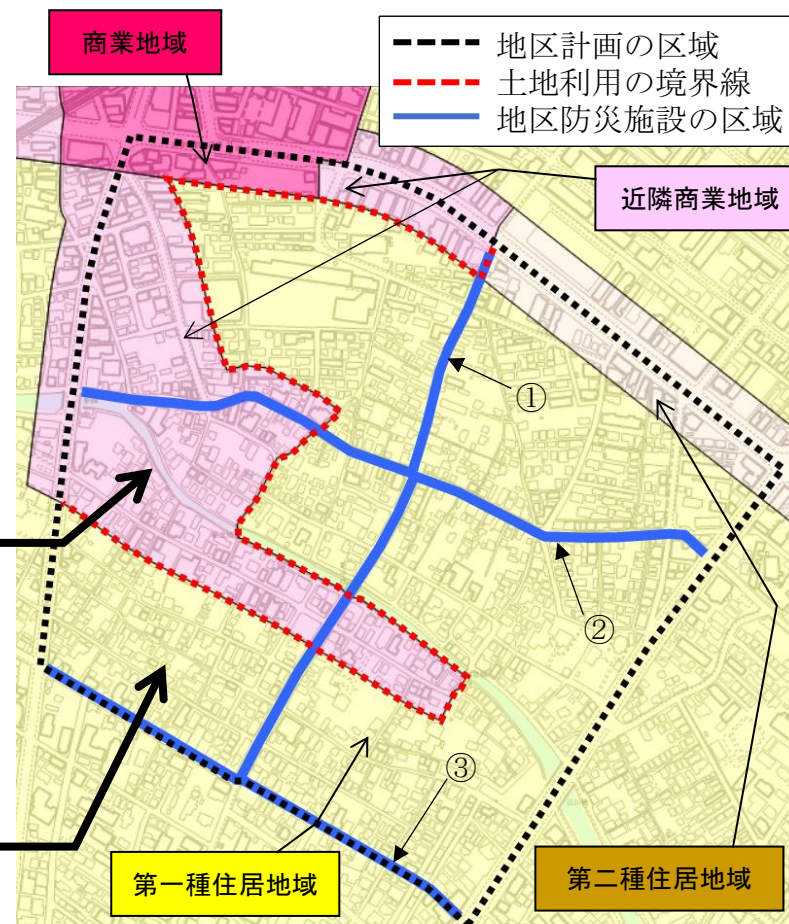 商業地域
地区計画の区域
土地利用の境界線
地区防災施設の区域
近隣商業地域
①
②
③
第一種住居地域
第二種住居地域